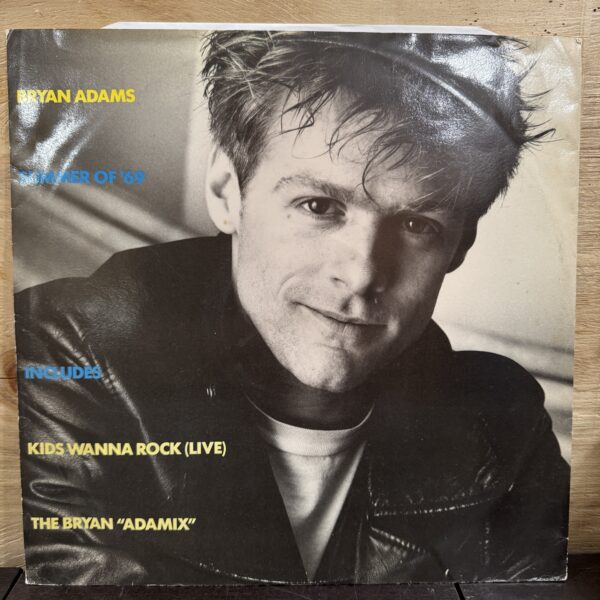 BRYAN ADAMS
SUMMER OF '69
INCLUDES
KIDS WANNA ROCK (LIVE)
THE BRYAN "ADAMIX"